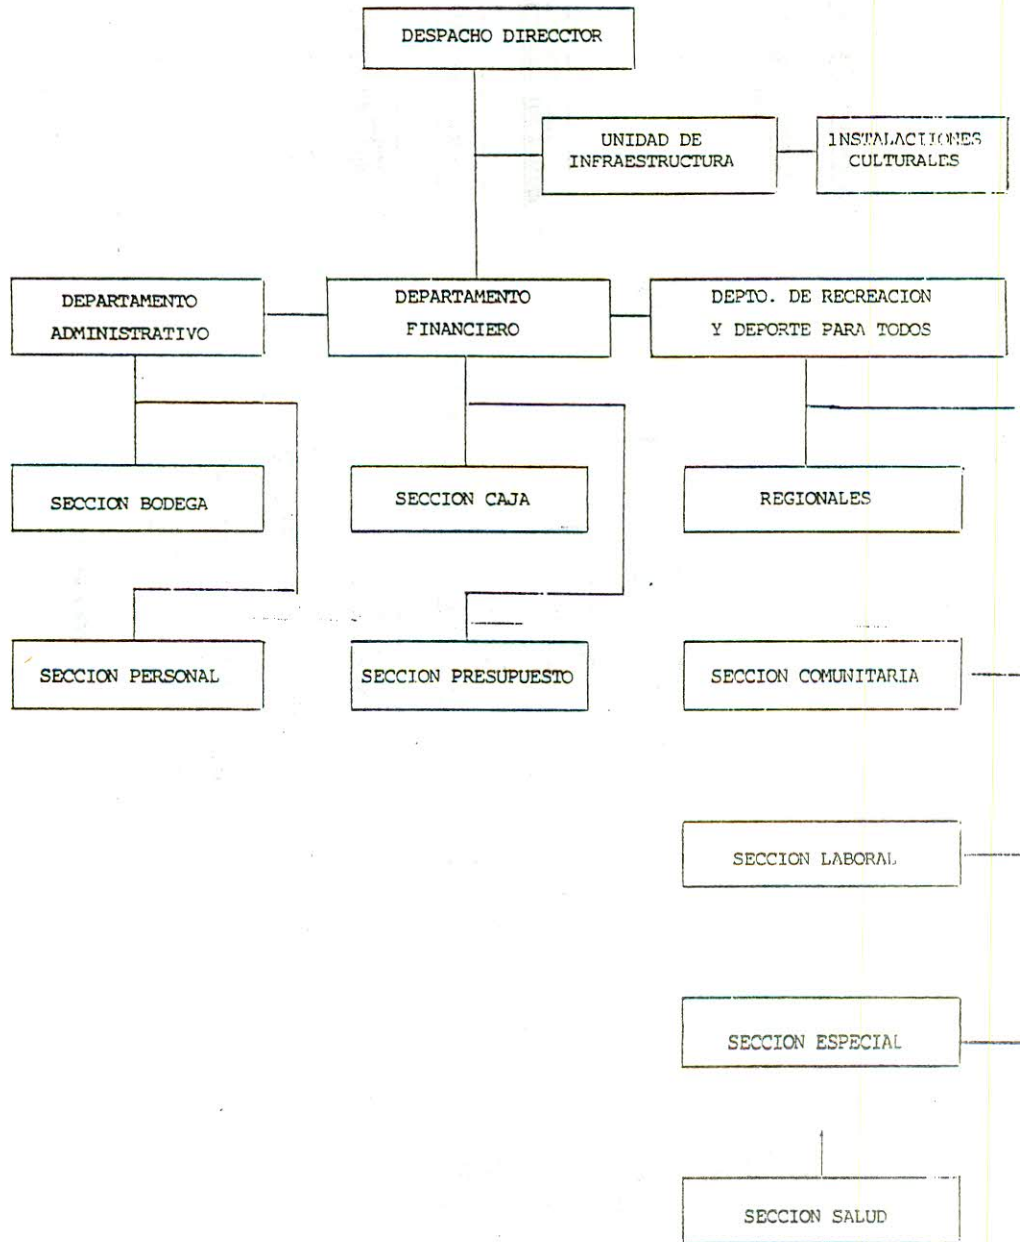 DESPACHO DIRECCTOR
UNIDAD DE
INFRAESTRUCTURA
1NSTALACIONES
CULTURALES
DEPARTAMENTO
ADMINISTRATIVO
DEPARTAMENTO
FINANCIERO
DEPTO. DE RECREACION
Y DEPORTE PARA TODOS
SECCION BODEGA
SECCION CAJA
REGIONALES
SECCION PERSONAL
SECCION PRESUPUESTO
SECCION COMUNITARIA
SECCION LABORAL
SECCION ESPECIAL
SECCION SALUD